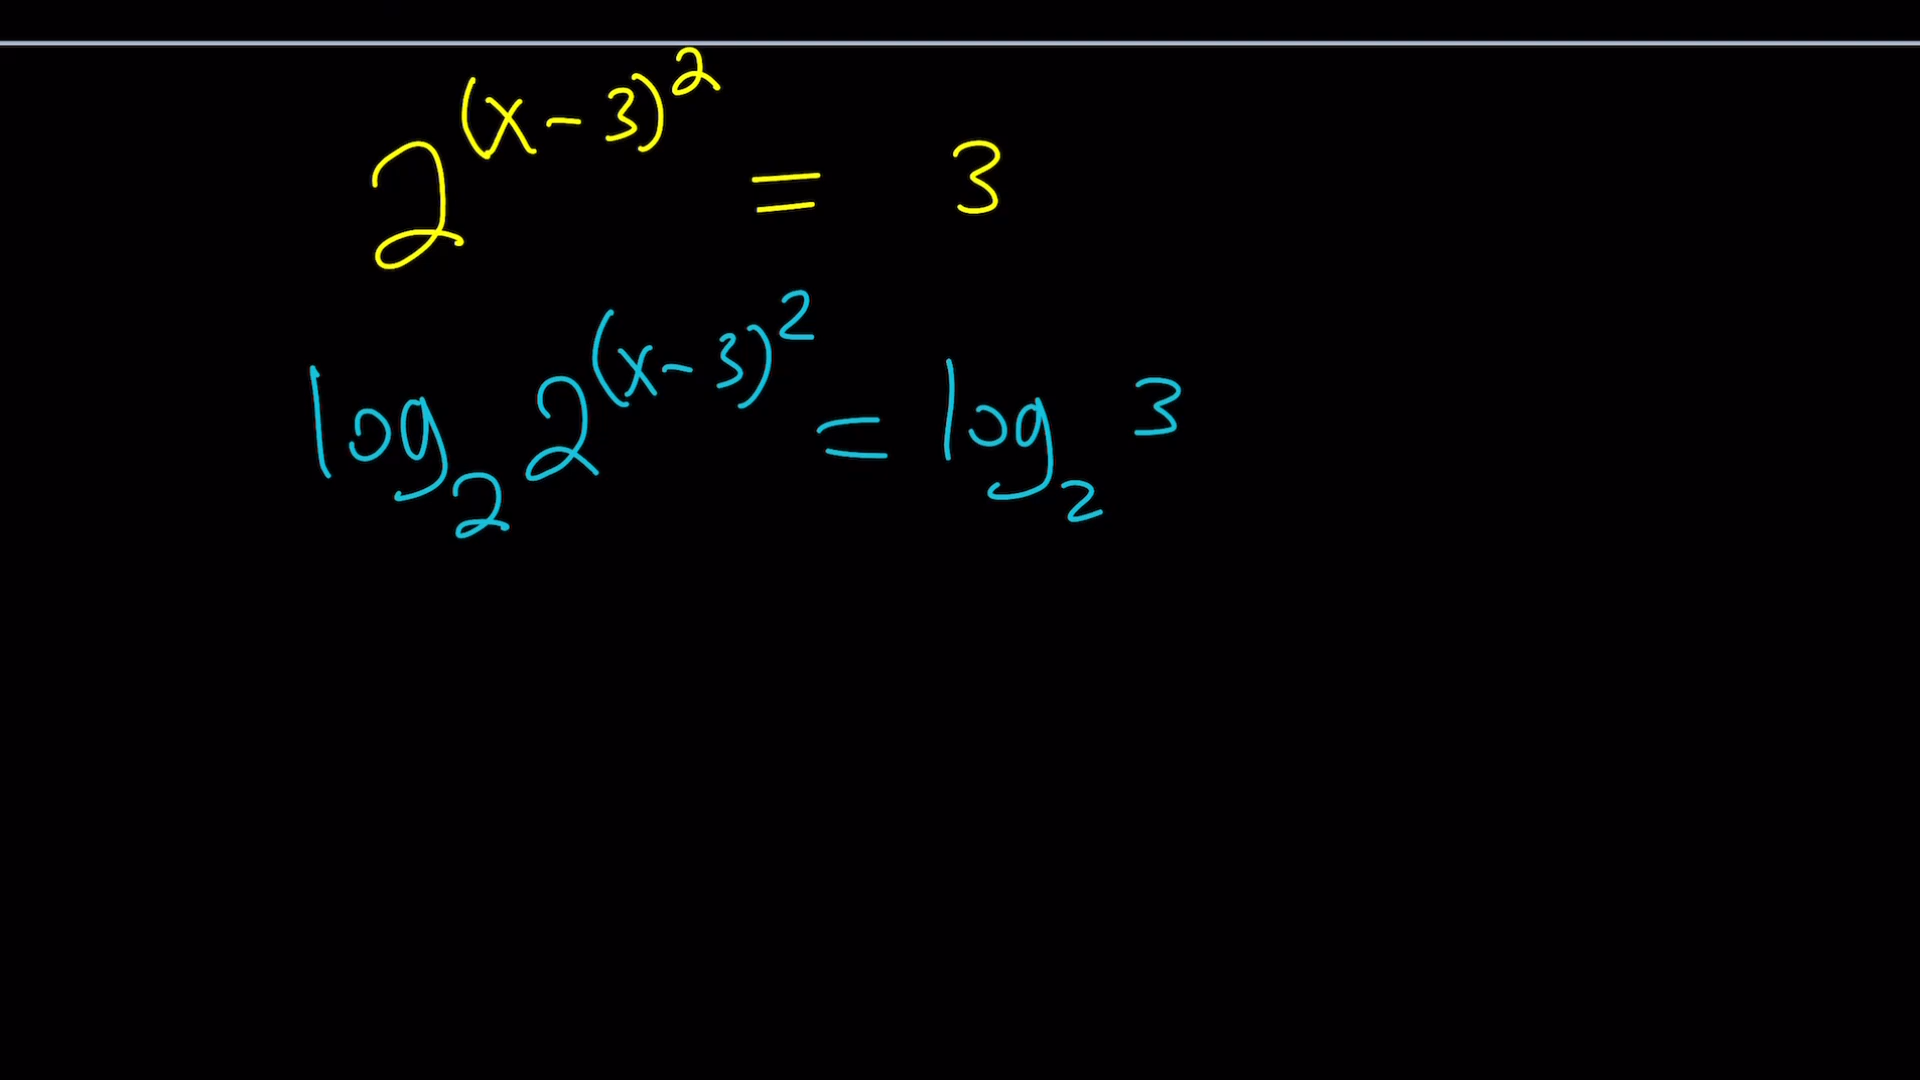 2^(x-3)^2 = 3
log_2 2^(x-3)^2 = log_2 3